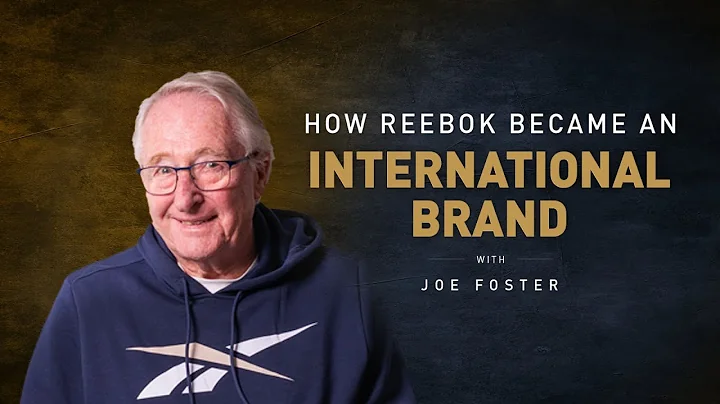 HOW REEBOK BECAME AN
INTERNATIONAL
BRAND
WITH
JOE FOSTER